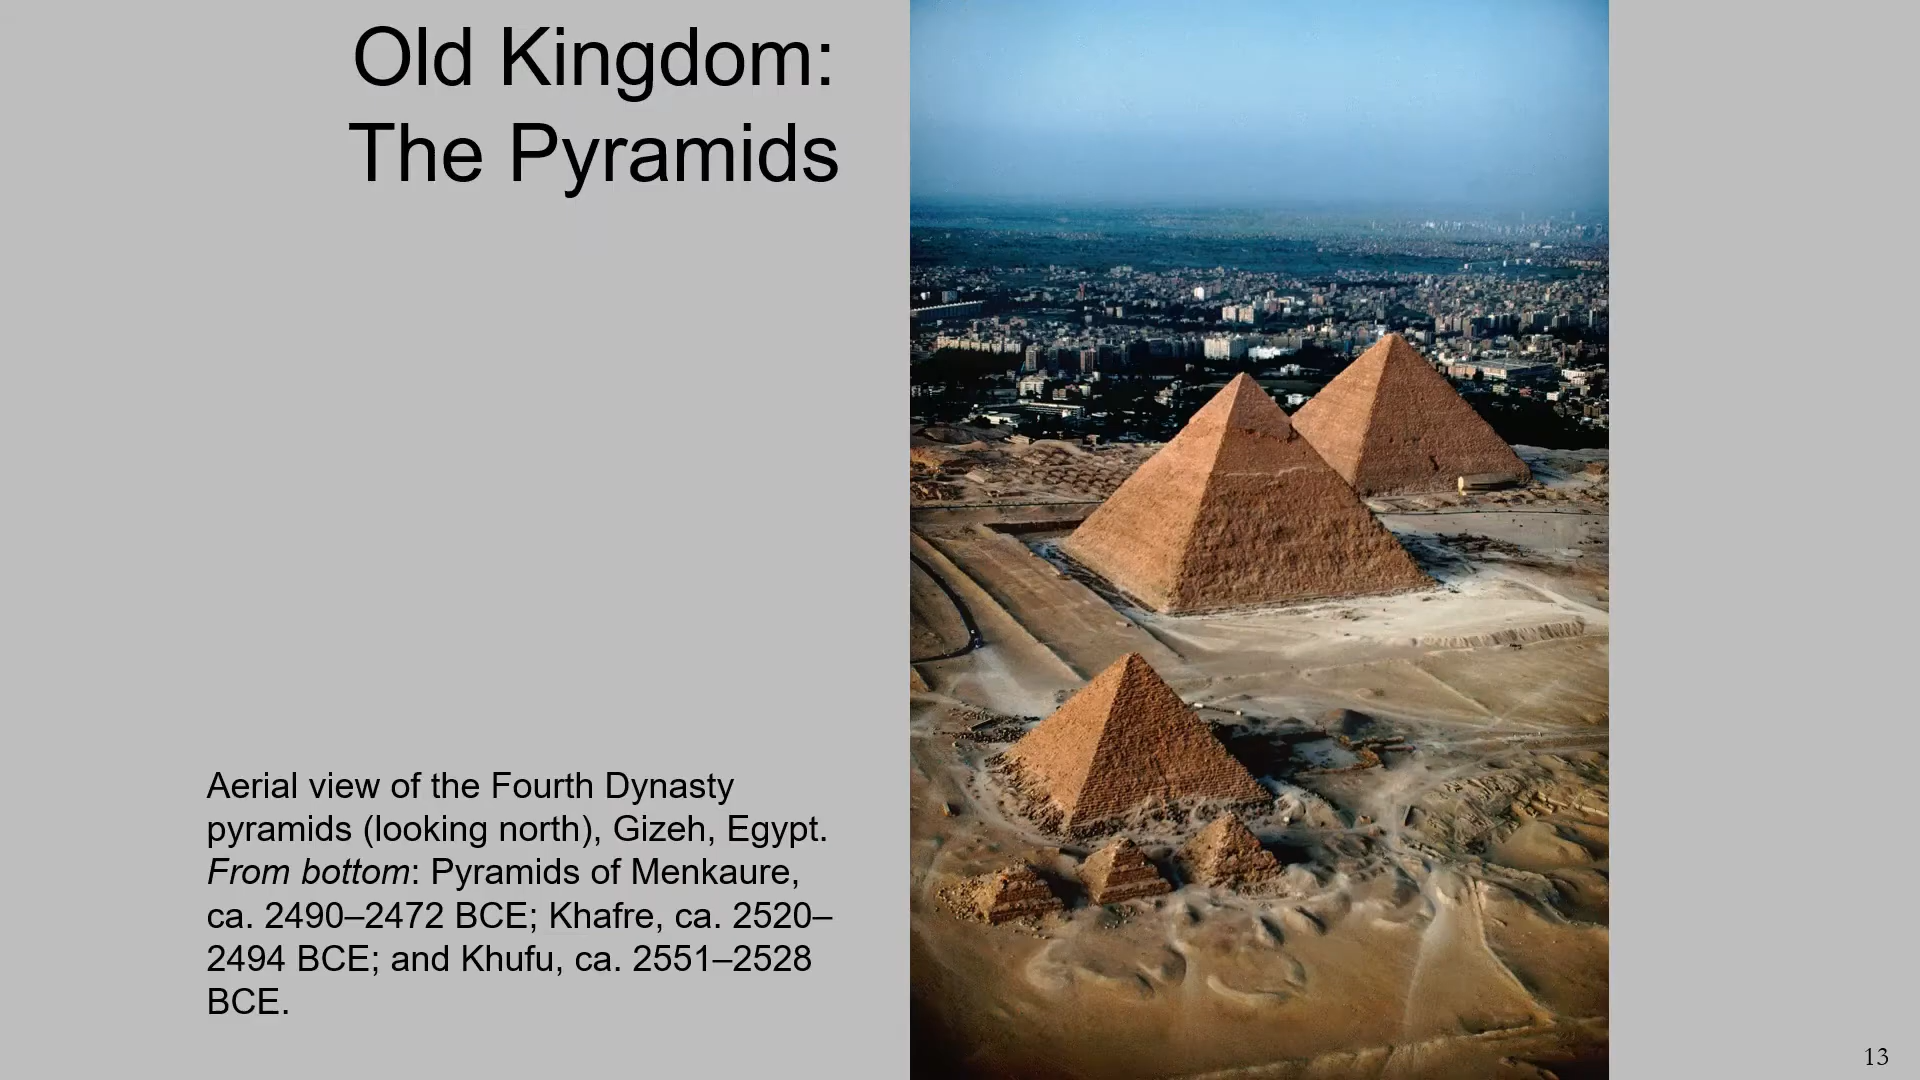 Old Kingdom:
The Pyramids
Aerial view of the Fourth Dynasty
pyramids (looking north), Gizeh, Egypt.
From bottom: Pyramids of Menkaure,
ca. 2490–2472 BCE; Khafre, ca. 2520–
2494 BCE; and Khufu, ca. 2551–2528
BCE.
13